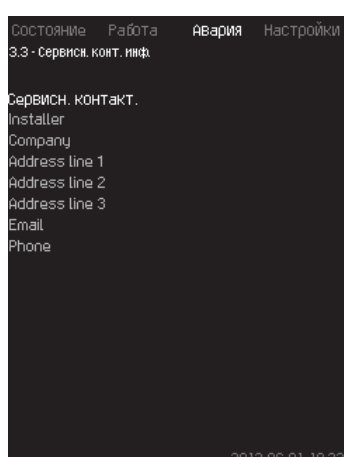 Состояние Работа Авария Настройки
3.3 - Сервисн. конт. инф.
Сервисн. контакт.
Installer
Company
Address line 1
Address line 2
Address line 3
Email
Phone